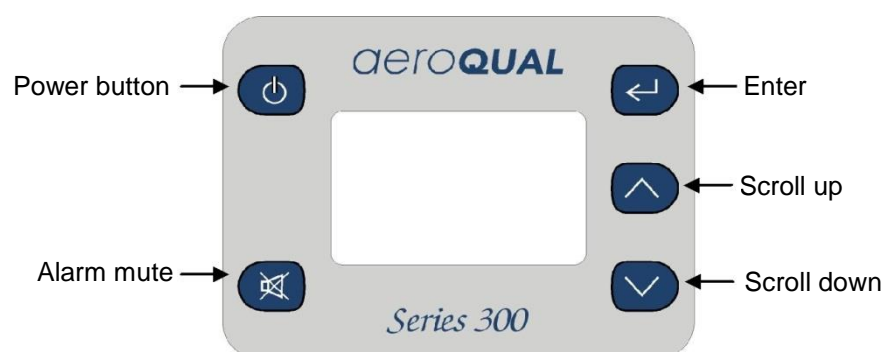 aeroQUAL
Power button
Enter
Scroll up
Alarm mute
Scroll down
Series 300